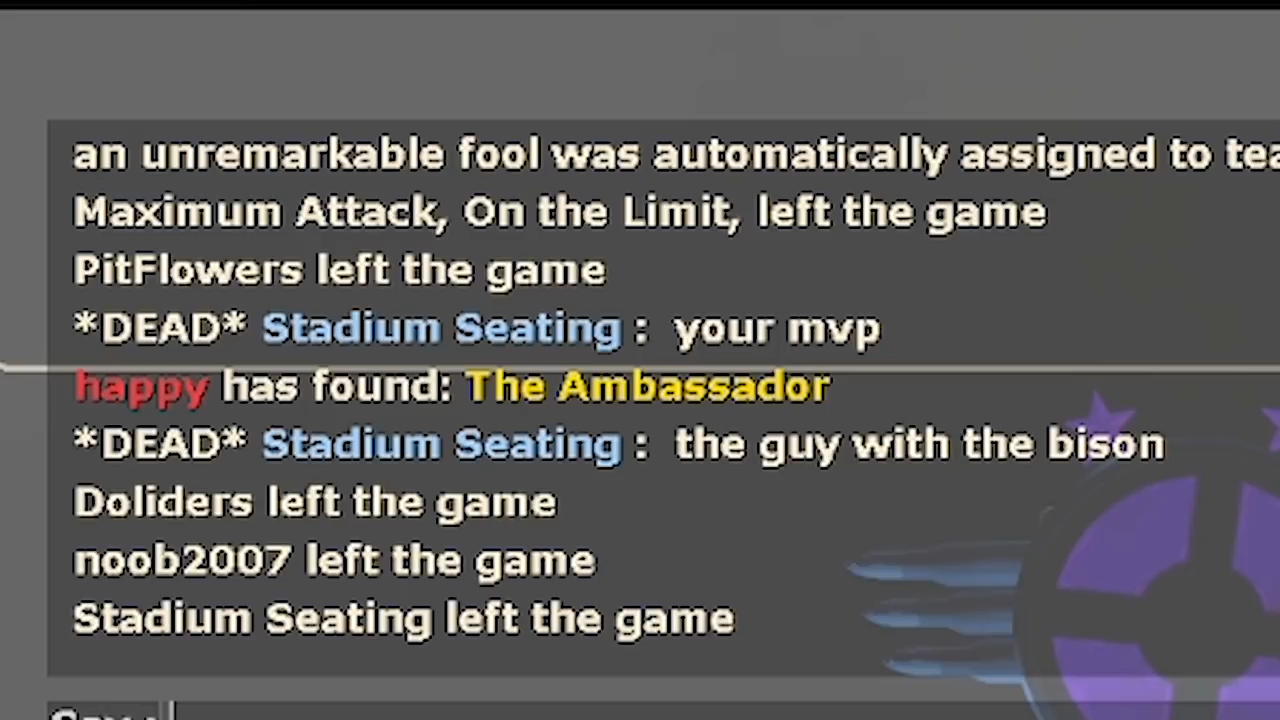 an unremarkable fool was automatically assigned to
Maximum Attack, On the Limit, left the game
PitFlowers left the game
*DEAD* Stadium Seating :  your mvp
happy has found: The Ambassador
*DEAD* Stadium Seating :  the guy with the bison
Doliders left the game
noob2007 left the game
Stadium Seating left the game